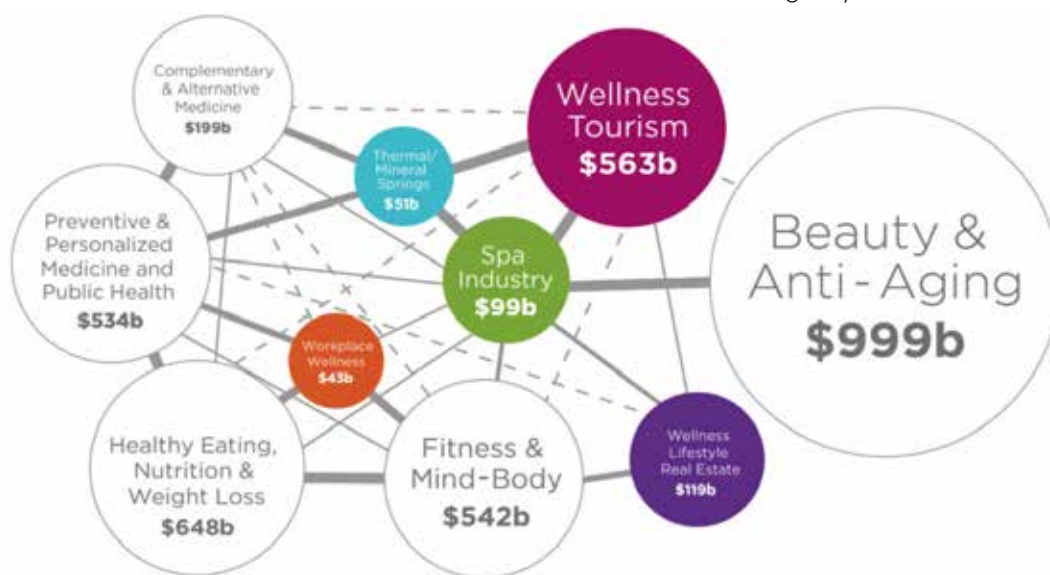 Complementary
& Alternative
Medicine
$199b
Wellness
Tourism
$563b
Thermal/
Mineral
Springs
$51b
Preventive &
Personalized
Medicine and
Public Health
$534b
Spa
Industry
$99b
Beauty &
Anti-Aging
$999b
Workplace
Wellness
$43b
Healthy Eating,
Nutrition &
Weight Loss
$648b
Fitness &
Mind-Body
$542b
Wellness
Lifestyle
Real Estate
$119b